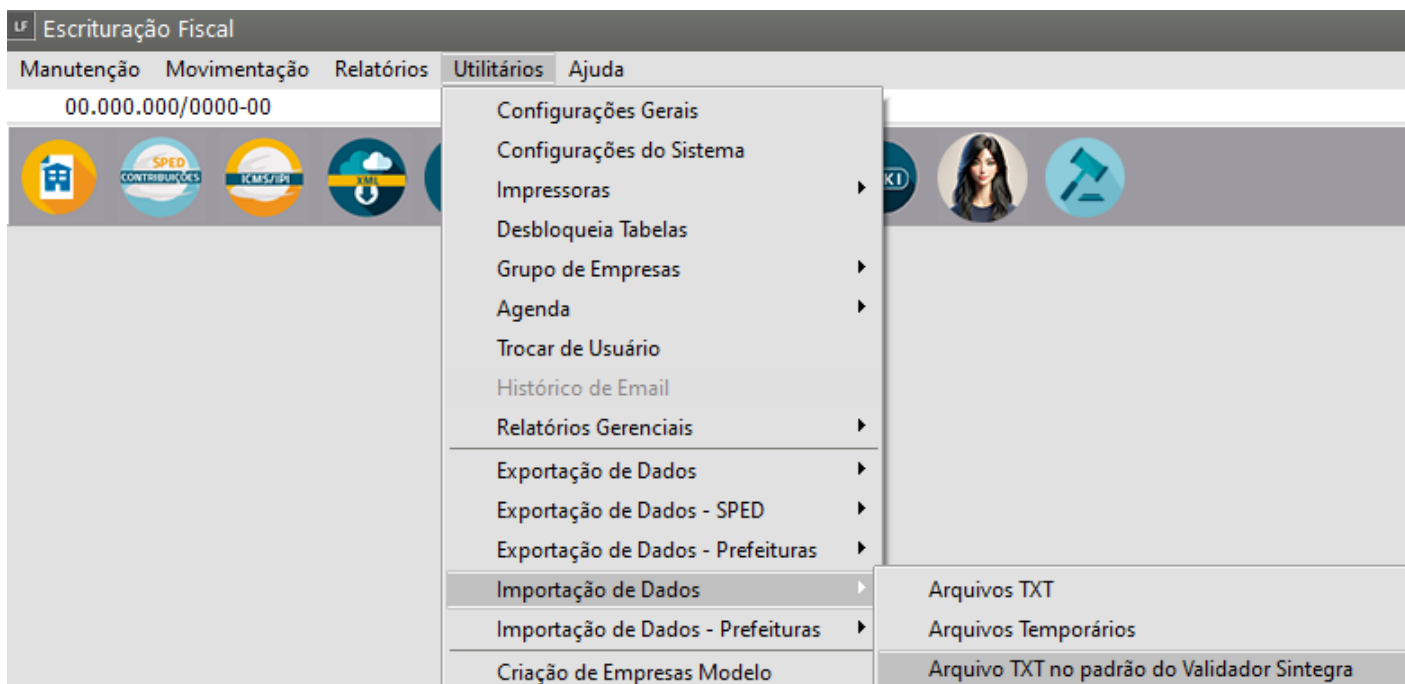 LF Escrituração Fiscal
Manutenção Movimentação Relatórios Utilitários Ajuda
00.000.000/0000-00
SPED
CONTRIBUIÇÕES
ICMS/IPI
XML
KI)
Configurações Gerais
Configurações do Sistema
Impressoras
Desbloqueia Tabelas
Grupo de Empresas
Agenda
Trocar de Usuário
Histórico de Email
Relatórios Gerenciais
Exportação de Dados
Exportação de Dados - SPED
Exportação de Dados - Prefeituras
Importação de Dados
Importação de Dados - Prefeituras
Criação de Empresas Modelo
Arquivos TXT
Arquivos Temporários
Arquivo TXT no padrão do Validador Sintegra